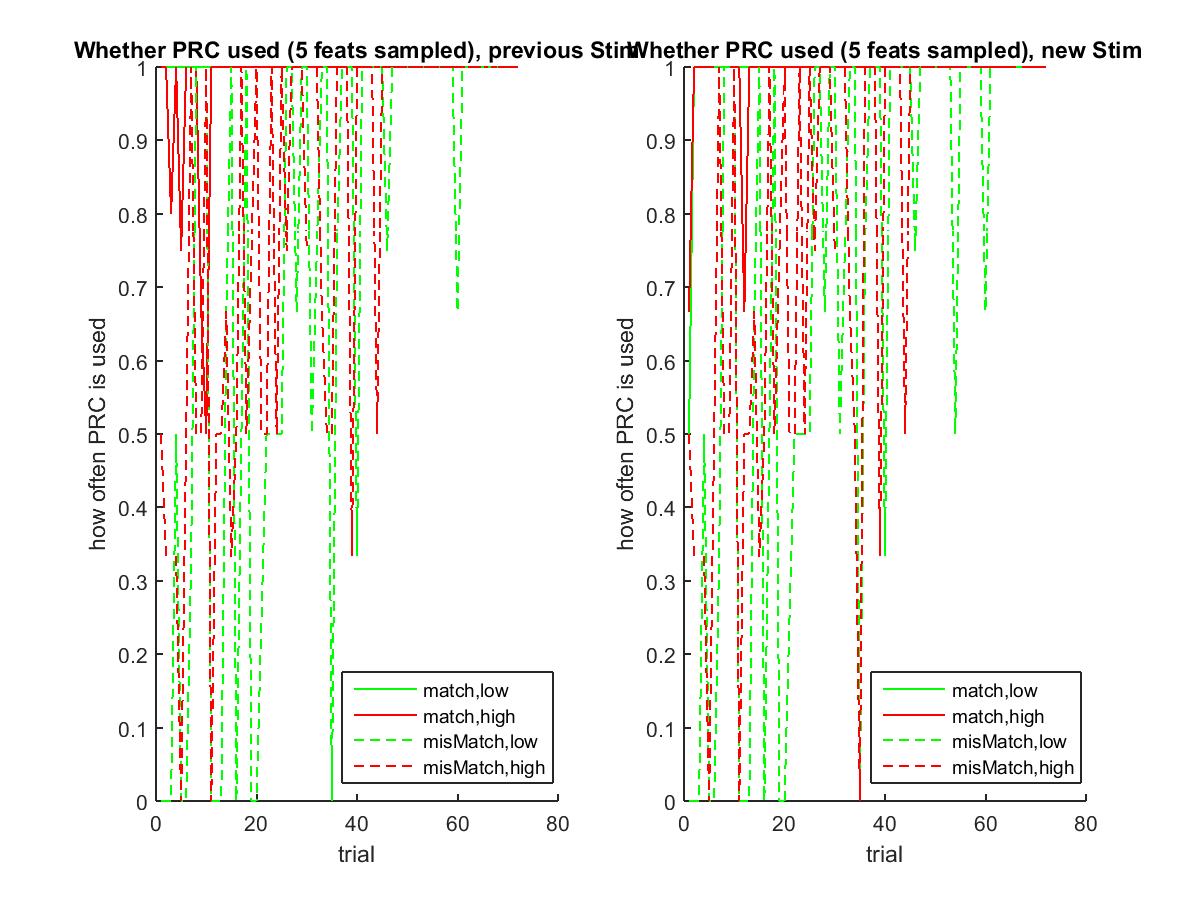 Whether PRC used (5 feats sampled), previous Stim
how often PRC is used
1
0.9
0.8
0.7
0.6
0.5
0.4
0.3
0.2
0.1
0
0 20 40 60 80
trial
match,low
match,high
misMatch,low
misMatch,high
Whether PRC used (5 feats sampled), new Stim
how often PRC is used
1
0.9
0.8
0.7
0.6
0.5
0.4
0.3
0.2
0.1
0
0 20 40 60 80
trial
match,low
match,high
misMatch,low
misMatch,high